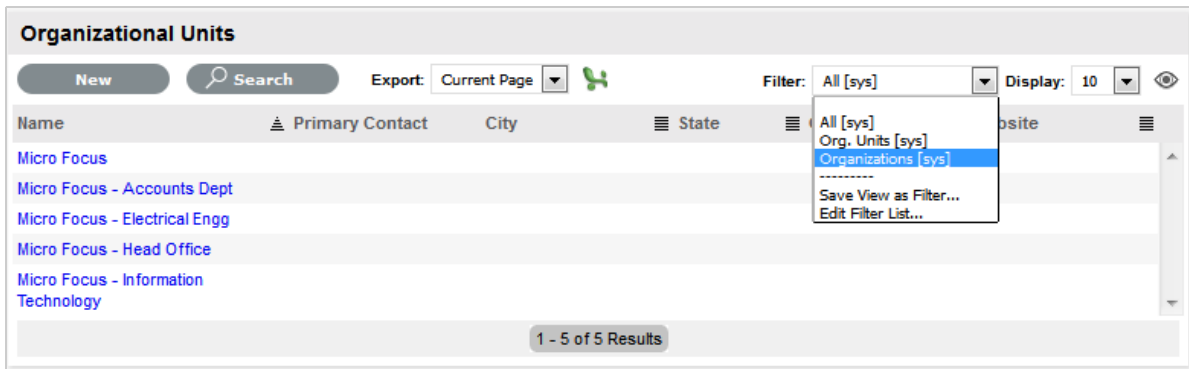 Organizational Units
New Search Export: Current Page Filter: All [sys] Display: 10
Name Primary Contact City State
All [sys]
Org. Units [sys]
Organizations [sys]
---------
Save View as Filter...
Edit Filter List...
Micro Focus
Micro Focus - Accounts Dept
Micro Focus - Electrical Engg
Micro Focus - Head Office
Micro Focus - Information
Technology
1 - 5 of 5 Results